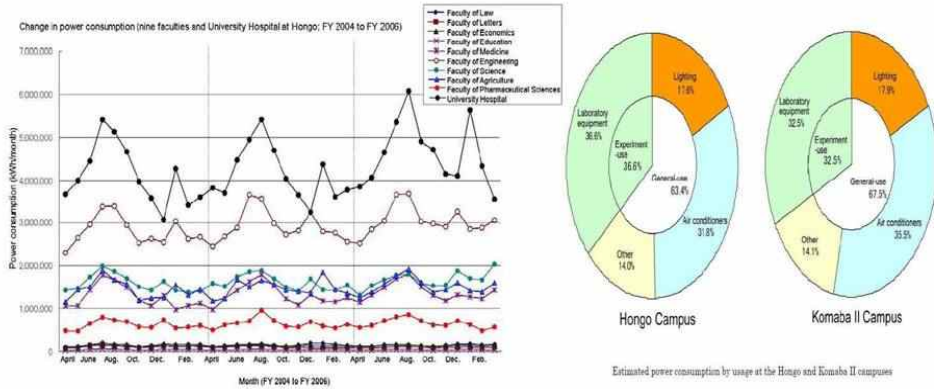 Change in power consumption (nine faculties and University Hospital at Hongo; FY 2004 to FY 2006)
Faculty of Law
Faculty of Letters
Faculty of Economics
Faculty of Education
Faculty of Medicine
Faculty of Engineering
Faculty of Science
Faculty of Agriculture
Faculty of Pharmaceutical Sciences
University Hospital
Power consumption (kWh/month)
7,000,000
6,000,000
5,000,000
4,000,000
3,000,000
2,000,000
1,000,000
0
April June Aug. Oct. Dec. Feb. April June Aug. Oct. Dec. Feb. April June Aug. Oct. Dec. Feb.
Month (FY 2004 to FY 2006)
Lighting
17.6%
Laboratory
equipment
36.6%
Experiment
-use
36.6%
General-use
63.4%
Air conditioners
31.8%
Other
14.0%
Hongo Campus
Lighting
17.9%
Laboratory
equipment
32.5%
Experiment
-use
32.5%
General-use
67.5%
Air conditioners
35.5%
Other
14.1%
Komaba II Campus
Estimated power consumption by usage at the Hongo and Komaba II campuses